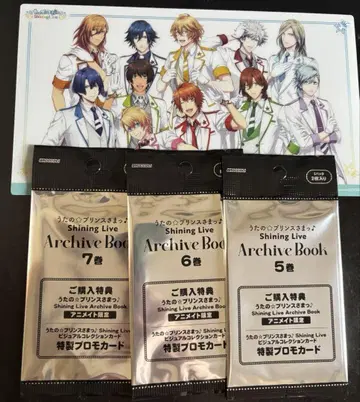 Shining Live
うたの☆プリンスさまっ♪
Shining Live
Archive Book
7巻
ご購入特典
うたの☆プリンスさまっ♪
Shining Live Archive Book
アニメイト限定
うたの☆プリンスさまっ♪Shining Live
ビジュアルコレクションカード
特製プロモカード
うたの☆プリンスさまっ♪
Shining Live
Archive Book
6巻
ご購入特典
うたの☆プリンスさまっ♪
Shining Live Archive Book
アニメイト限定
うたの☆プリンスさまっ♪Shining Live
ビジュアルコレクションカード
特製プロモカード
1パック
2枚入り
うたの☆プリンスさまっ♪
Shining Live
Archive Book
5巻
ご購入特典
うたの☆プリンスさまっ♪
Shining Live Archive Book
アニメイト限定
うたの☆プリンスさまっ♪Shining Live
ビジュアルコレクションカード
特製プロモカード